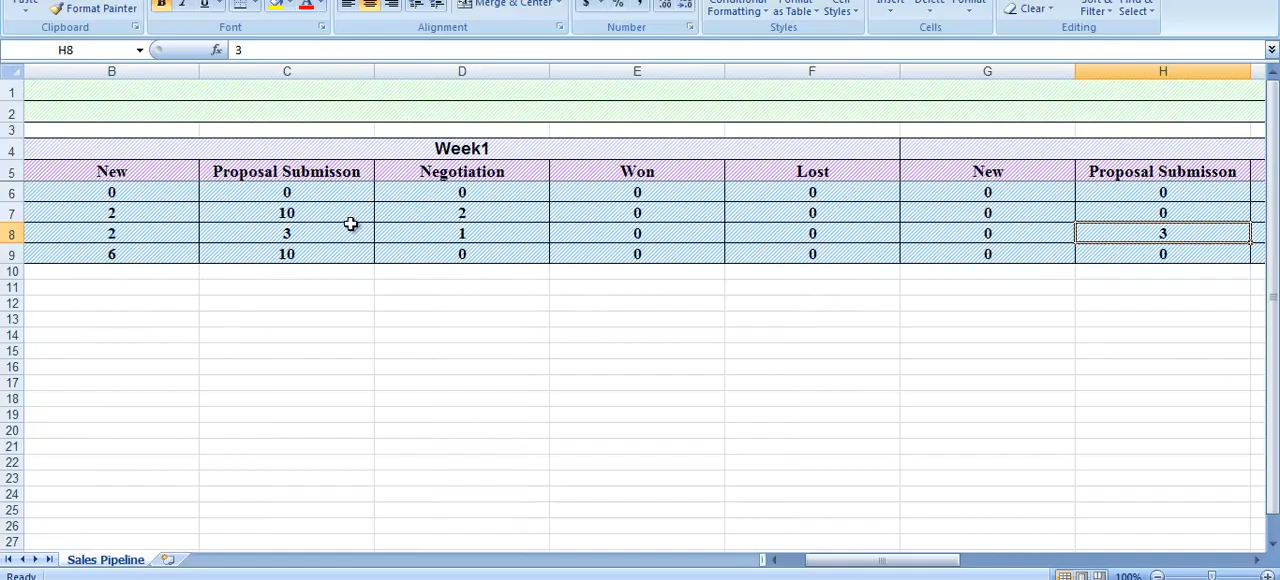 Format Painter
B I U
Merge & Center
$ % ,
Conditional Format Cell
Formatting as Table Styles
Insert Delete Format
Clear
Sort & Find &
Filter Select
Clipboard Font Alignment Number Styles Cells Editing
H8 fx 3
B C D E F G H
1
2
3
4 Week1
5 New Proposal Submisson Negotiation Won Lost New Proposal Submisson
6 0 0 0 0 0 0 0
7 2 10 2 0 0 0 0
8 2 3 1 0 0 0 3
9 6 10 0 0 0 0 0
10
11
12
13
14
15
16
17
18
19
20
21
22
23
24
25
26
27
Sales Pipeline
Ready 100%